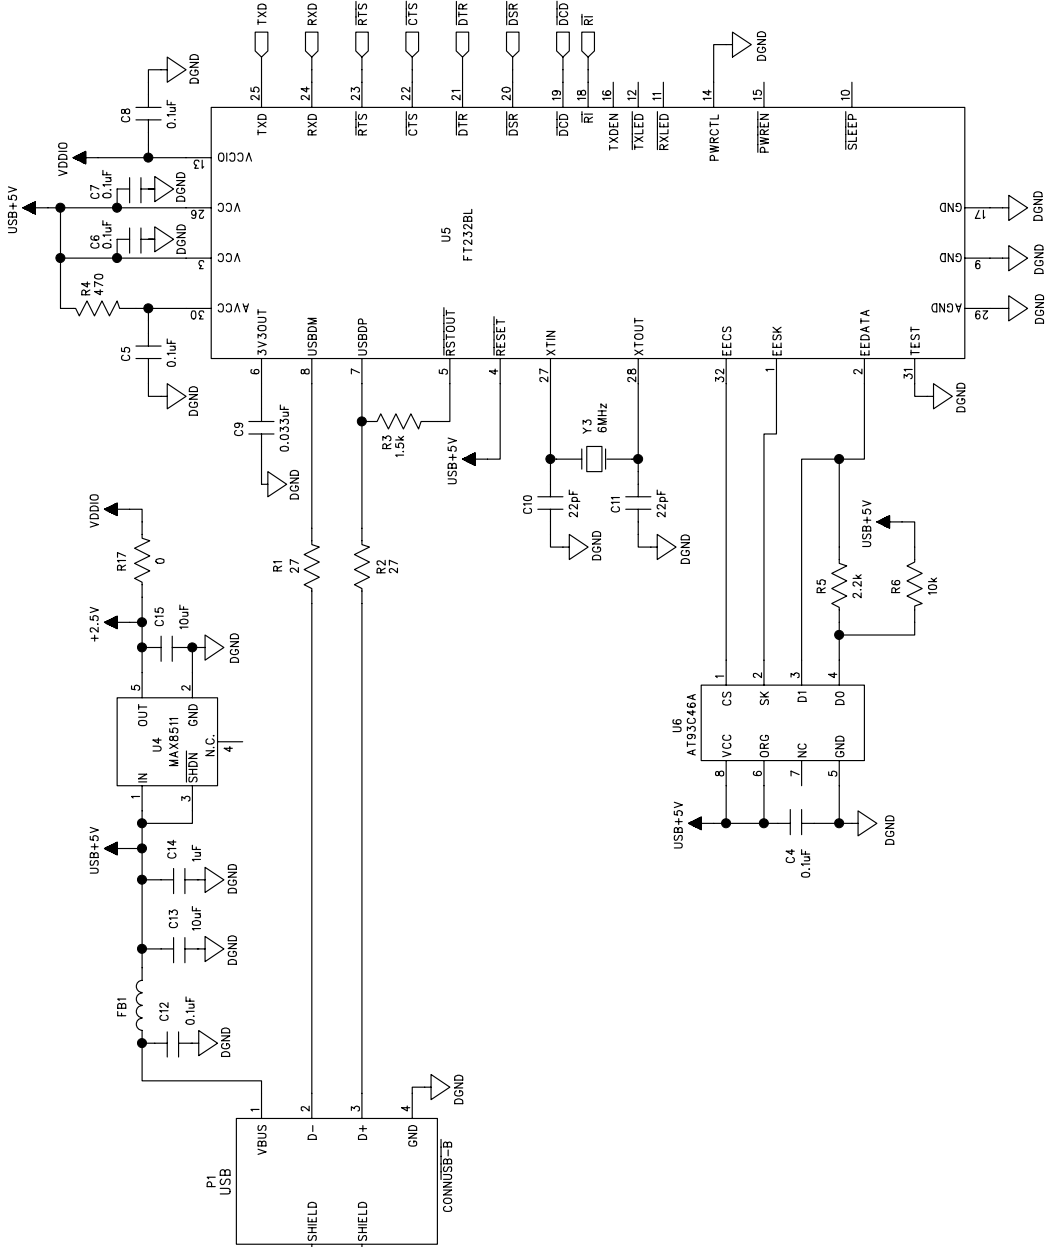 TXD
RXD
RTS
CTS
DTR
DSR
DCD
RI
25
24
23
22
21
20
19
18
16
12
11
14
15
10
DGND
TXD
RXD
RTS
CTS
DTR
DSR
DCD
RI
TXDEN
TXLED
RXLED
PWRCTL
PWREN
SLEEP
U5
FT232BL
DGND
C8
0.1uF
VDDIO
13
VCCIO
USB+5V
C7
0.1uF
DGND
26
VCC
C6
0.1uF
DGND
3
VCC
R4
470
30
AVCC
C5
0.1uF
DGND
GND
17
DGND
GND
9
DGND
AGND
29
DGND
3V3OUT
USBDM
USBDP
RSTOUT
RESET
XTIN
XTOUT
EECS
EESK
EEDATA
TEST
6
8
7
5
4
27
28
32
1
2
31
DGND
C9
0.033uF
DGND
R3
1.5k
USB+5V
Y3
6MHz
C10
22pF
DGND
C11
22pF
DGND
R1
27
R2
27
VDDIO
R17
0
+2.5V
C15
10uF
DGND
5
2
OUT
GND
U4
MAX8511
N.C.
4
IN
SHDN
1
3
USB+5V
C14
1uF
DGND
C13
10uF
DGND
FB1
C12
0.1uF
DGND
USB+5V
R5
2.2k
R6
10k
1
2
3
4
CS
SK
D1
DO
U6
AT93C46A
VCC
ORG
NC
GND
8
6
7
5
USB+5V
C4
0.1uF
DGND
1
2
3
4
DGND
VBUS
D-
D+
GND
P1
USB
CONNUSB-B
SHIELD
SHIELD